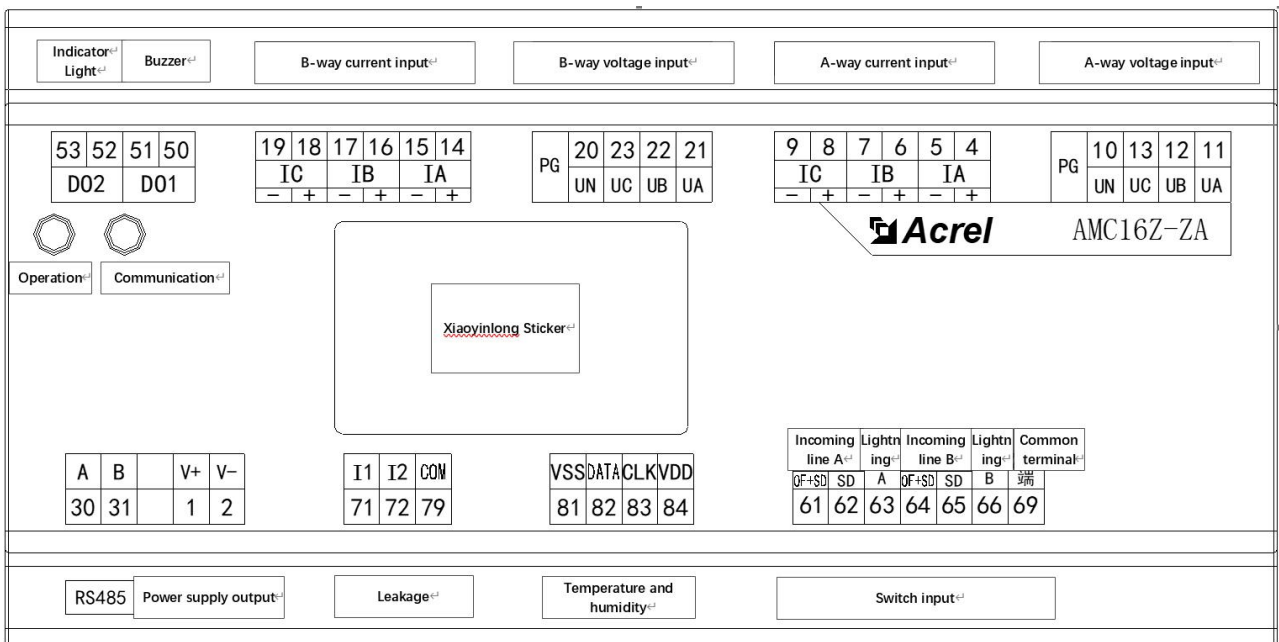 Indicator Light Buzzer B-way current input B-way voltage input A-way current input A-way voltage input
53 52 51 50 19 18 17 16 15 14 PG 20 23 22 21 9 8 7 6 5 4 PG 10 13 12 11
DO2 DO1 IC IB IA UN UC UB UA IC IB IA UN UC UB UA
- + - + - + - + - + - +
Acrel AMC16Z-ZA
Operation Communication
Xiaoyinlong Sticker
Incoming line A Lightning Incoming line B Lightning Common terminal
OF+SD SD A OF+SD SD B 端
61 62 63 64 65 66 69
A B V+ V- I1 I2 COM VSS DATA CLK VDD
30 31 1 2 71 72 79 81 82 83 84
RS485 Power supply output Leakage Temperature and humidity Switch input